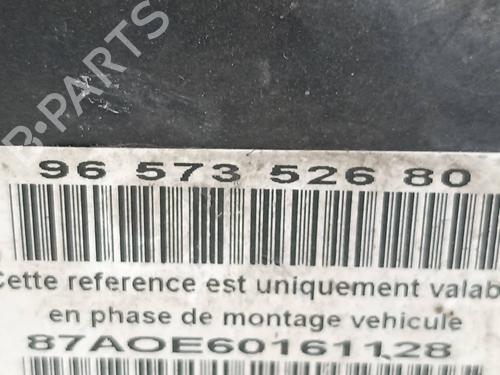 B-PARTS
96 573 526 80
Cette reference est uniquement valab
en phase de montage vehicule
87AOE60161128